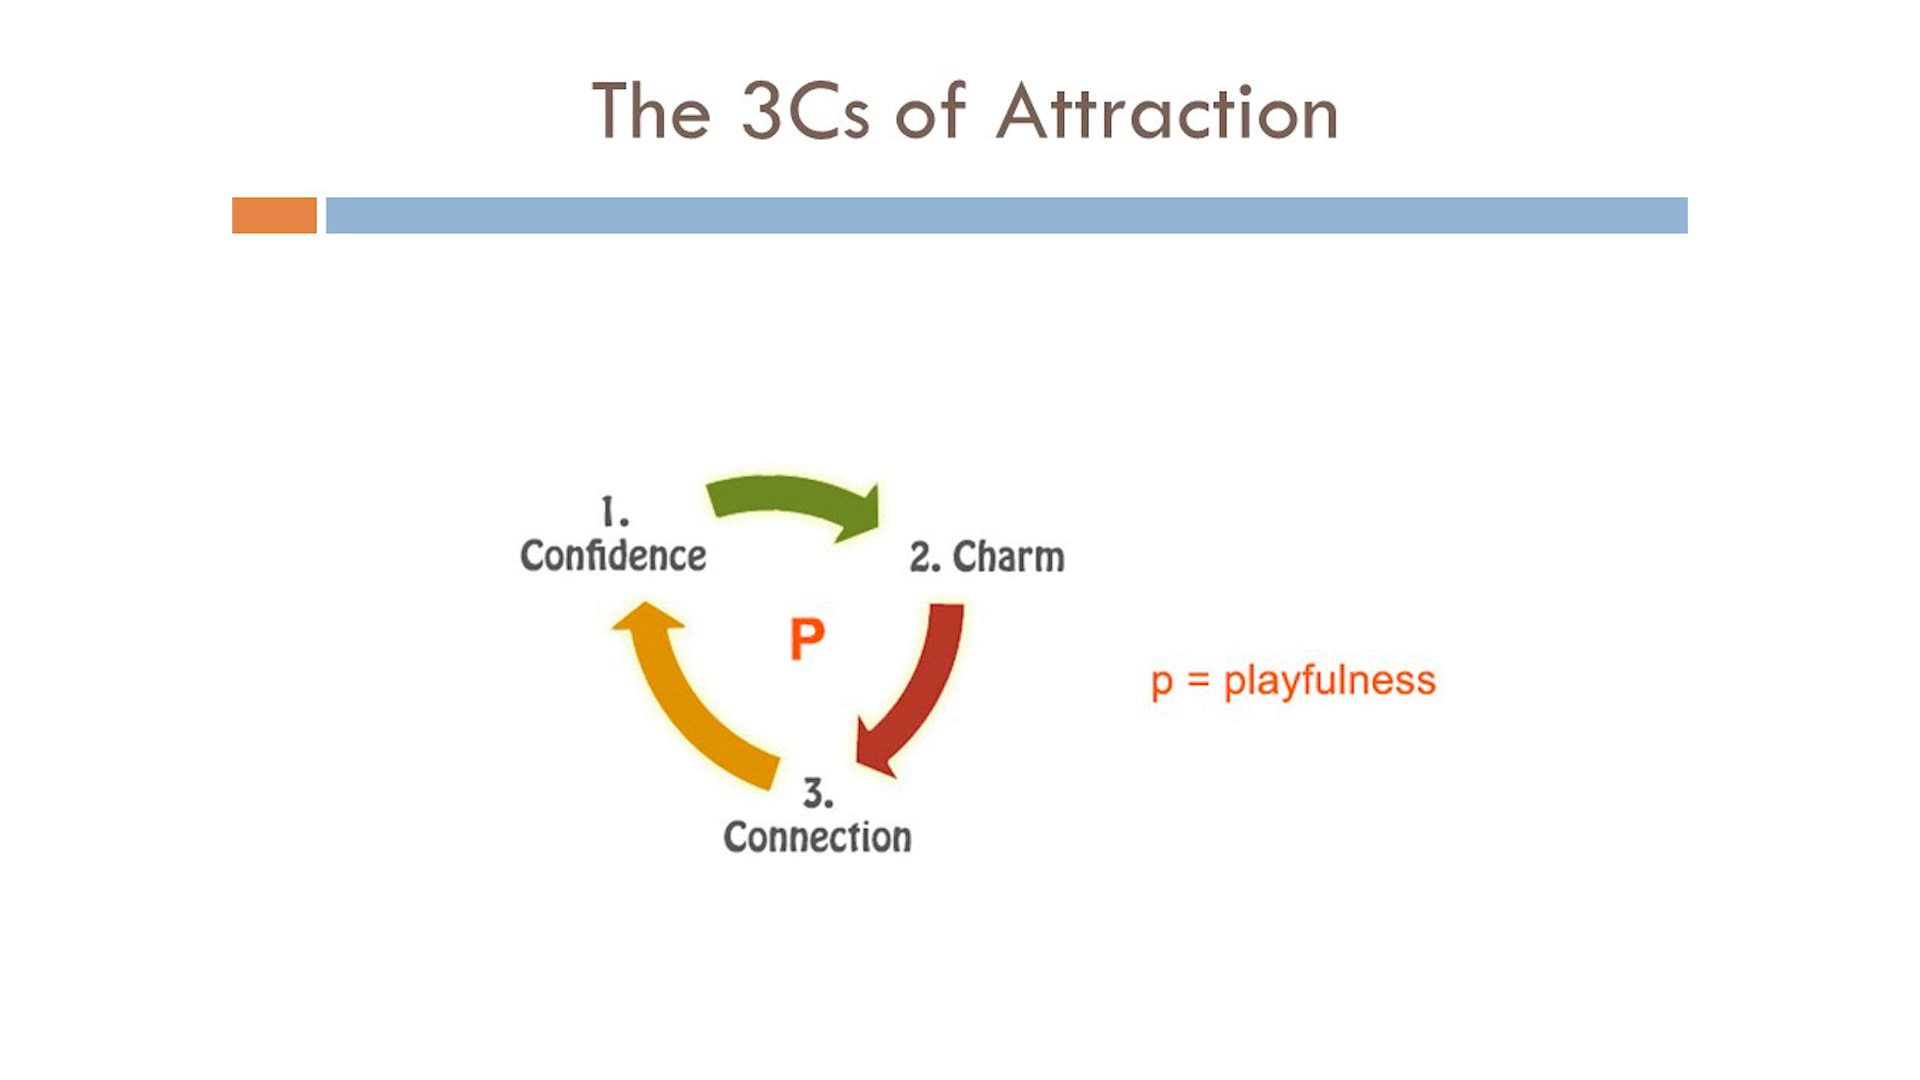 The 3Cs of Attraction
1.
Confidence
2. Charm
P
p = playfulness
3.
Connection